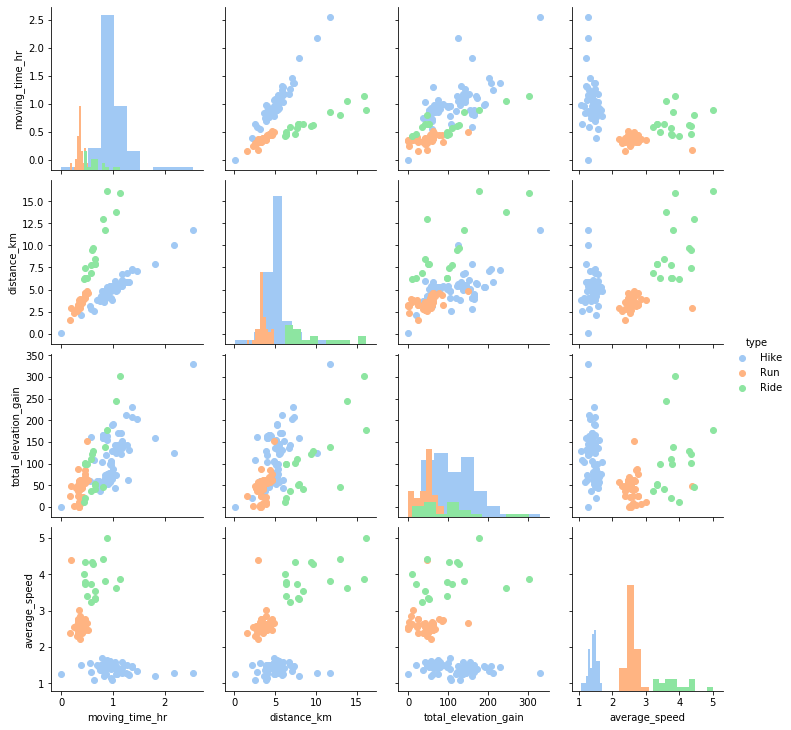 moving_time_hr
2.5
2.0
1.5
1.0
0.5
0.0
distance_km
15.0
12.5
10.0
7.5
5.0
2.5
0.0
total_elevation_gain
350
300
250
200
150
100
50
0
type
Hike
Run
Ride
average_speed
5
4
3
2
1
0 1 2
0 5 10 15
0 100 200 300
1 2 3 4 5
moving_time_hr
distance_km
total_elevation_gain
average_speed